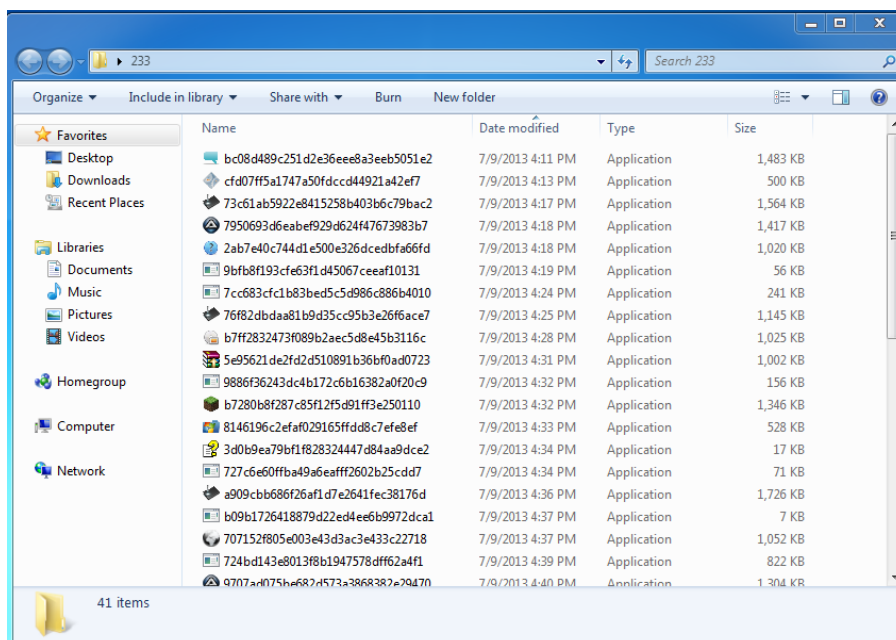 233
Search 233
Organize Include in library Share with Burn New folder
Name Date modified Type Size
Favorites
Desktop
Downloads
Recent Places
Libraries
Documents
Music
Pictures
Videos
Homegroup
Computer
Network
bc08d489c251d2e36eee8a3eeb5051e2 7/9/2013 4:11 PM Application 1,483 KB
cfd07ff5a1747a50fdccd44921a42ef7 7/9/2013 4:13 PM Application 500 KB
73c61ab5922e8415258b403b6c79bac2 7/9/2013 4:17 PM Application 1,564 KB
7950693d6eabef929d624f47673983b7 7/9/2013 4:18 PM Application 1,417 KB
2ab7e40c744d1e500e326dcedbfa66fd 7/9/2013 4:18 PM Application 1,020 KB
9bfb8f193cfe63f1d45067ceeaf10131 7/9/2013 4:19 PM Application 56 KB
7cc683cfc1b83bed5c5d986c886b4010 7/9/2013 4:24 PM Application 241 KB
76f82dbdaa81b9d35cc95b3e26f6ace7 7/9/2013 4:25 PM Application 1,145 KB
b7ff2832473f089b2aec5d8e45b3116c 7/9/2013 4:28 PM Application 1,025 KB
5e95621de2fd2d510891b36bf0ad0723 7/9/2013 4:31 PM Application 1,002 KB
9886f36243dc4b172c6b16382a0f20c9 7/9/2013 4:32 PM Application 156 KB
b7280b8f287c85f12f5d91ff3e250110 7/9/2013 4:32 PM Application 1,346 KB
8146196c2efaf029165ffdd8c7efe8ef 7/9/2013 4:33 PM Application 528 KB
3d0b9ea79bf1f828324447d84aa9dce2 7/9/2013 4:34 PM Application 17 KB
727c6e60ffba49a6eafff2602b25cdd7 7/9/2013 4:34 PM Application 71 KB
a909cbb686f26af1d7e2641fec38176d 7/9/2013 4:36 PM Application 1,726 KB
b09b1726418879d22ed4ee6b9972dca1 7/9/2013 4:37 PM Application 7 KB
707152f805e003e43d3ac3e433c22718 7/9/2013 4:37 PM Application 1,052 KB
724bd143e8013f8b1947578dff62a4f1 7/9/2013 4:39 PM Application 822 KB
9707ad075be682d573a3868382e29470 7/9/2013 4:40 PM Application 1,304 KB
41 items